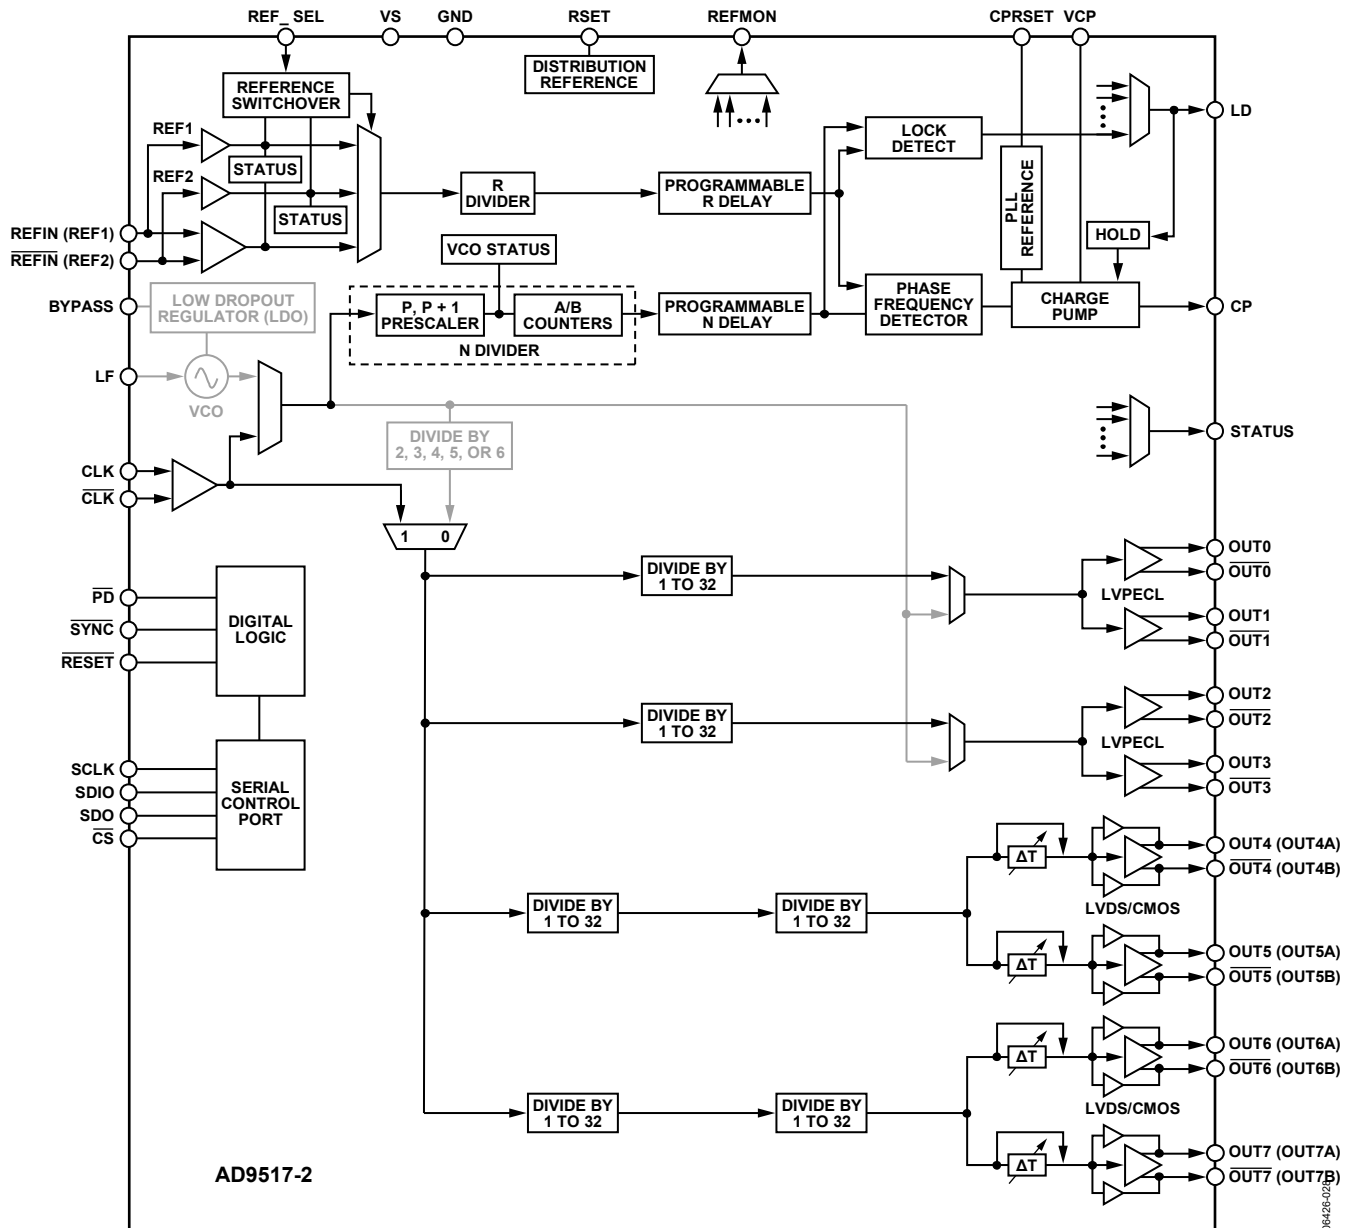 REF_ SEL
VS
GND
RSET
REFMON
CPRSET
VCP
DISTRIBUTION
REFERENCE
REFERENCE
SWITCHOVER
REF1
STATUS
REF2
STATUS
R
DIVIDER
PROGRAMMABLE
R DELAY
LOCK
DETECT
LD
PLL
REFERENCE
HOLD
REFIN (REF1)
REFIN (REF2)
VCO STATUS
BYPASS
LOW DROPOUT
REGULATOR (LDO)
P, P + 1
PRESCALER
A/B
COUNTERS
N DIVIDER
PROGRAMMABLE
N DELAY
PHASE
FREQUENCY
DETECTOR
CHARGE
PUMP
CP
LF
VCO
DIVIDE BY
2, 3, 4, 5, OR 6
STATUS
CLK
CLK
1 0
DIVIDE BY
1 TO 32
LVPECL
OUT0
OUT0
OUT1
OUT1
PD
SYNC
RESET
DIGITAL
LOGIC
DIVIDE BY
1 TO 32
LVPECL
OUT2
OUT2
OUT3
OUT3
SCLK
SDIO
SDO
CS
SERIAL
CONTROL
PORT
DIVIDE BY
1 TO 32
DIVIDE BY
1 TO 32
ΔT
ΔT
LVDS/CMOS
OUT4 (OUT4A)
OUT4 (OUT4B)
OUT5 (OUT5A)
OUT5 (OUT5B)
DIVIDE BY
1 TO 32
DIVIDE BY
1 TO 32
ΔT
ΔT
LVDS/CMOS
OUT6 (OUT6A)
OUT6 (OUT6B)
OUT7 (OUT7A)
OUT7 (OUT7B)
AD9517-2
06426-028